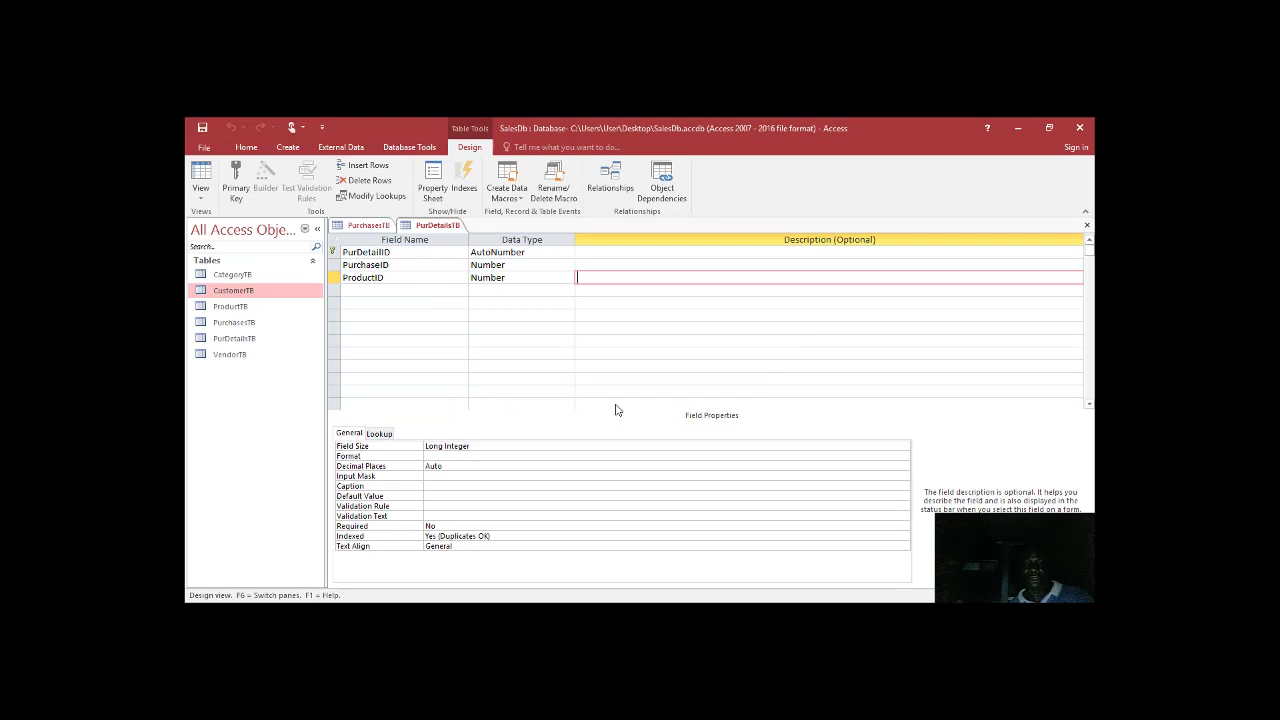 Table Tools
SalesDb : Database- C:\Users\User\Desktop\SalesDb.accdb (Access 2007 - 2016 file format) - Access
?
File Home Create External Data Database Tools Design Tell me what you want to do... Sign in
View
Primary Key
Builder
Test Validation Rules
Insert Rows
Delete Rows
Modify Lookups
Property Sheet
Indexes
Create Data Macros
Rename/ Delete Macro
Relationships
Object Dependencies
Views Tools Show/Hide Field, Record & Table Events Relationships
All Access Obje...
Search...
Tables
CategoryTB
CustomerTB
ProductTB
PurchasesTB
PurDetailsTB
VendorTB
PurchasesTB PurDetailsTB
Field Name Data Type Description (Optional)
PurDetailID AutoNumber
PurchaseID Number
ProductID Number
Field Properties
General Lookup
Field Size Long Integer
Format
Decimal Places Auto
Input Mask
Caption
Default Value
Validation Rule
Validation Text
Required No
Indexed Yes (Duplicates OK)
Text Align General
The field description is optional. It helps you
describe the field and is also displayed in the
status bar when you select this field on a form.
Design view. F6 = Switch panes. F1 = Help.